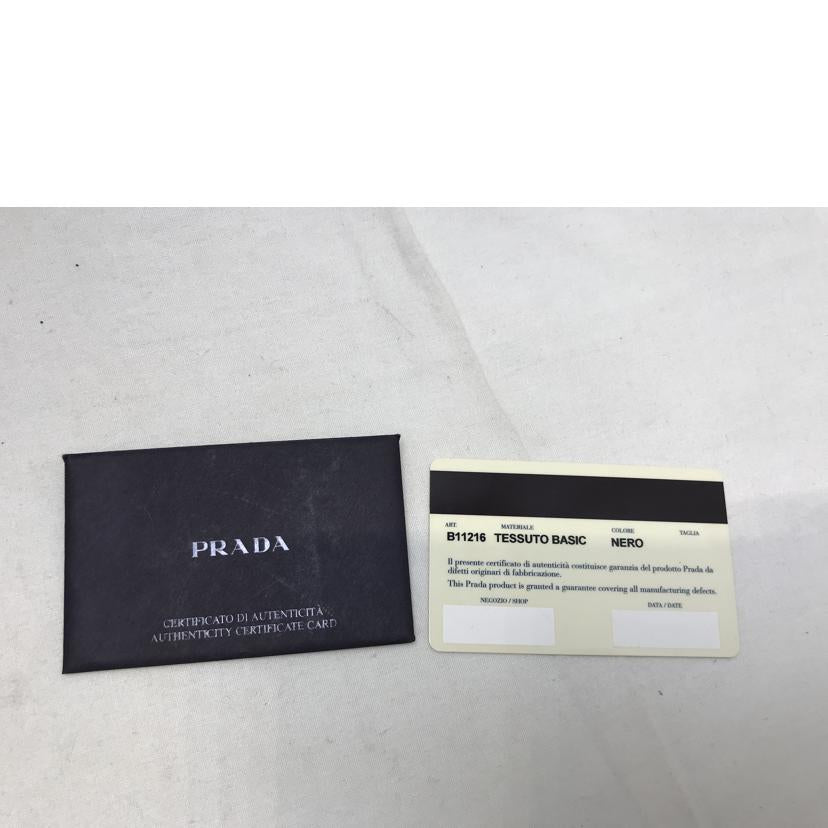 PRADA
CERTIFICATO DI AUTENTICITÀ
AUTHENTICITY CERTIFICATE CARD
ART. MATERIALE COLORE TAGLIA
B11216 TESSUTO BASIC NERO
Il presente certificato di autenticità costituisce garanzia del prodotto Prada da
difetti originari di fabbricazione.
This Prada product is granted a guarantee covering all manufacturing defects.
NEGOZIO / SHOP DATA / DATE